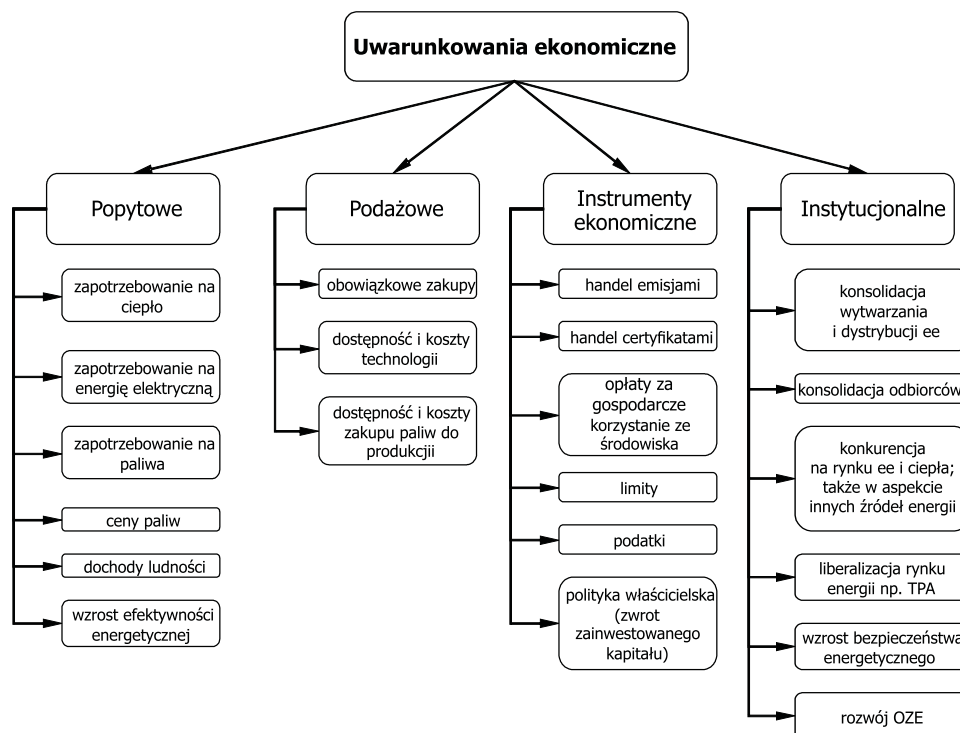 Uwarunkowania ekonomiczne
Popytowe
zapotrzebowanie na
ciepło
zapotrzebowanie na
energię elektryczną
zapotrzebowanie na
paliwa
ceny paliw
dochody ludności
wzrost efektywności
energetycznej
Podażowe
obowiązkowe zakupy
dostępność i koszty
technologii
dostępność i koszty
zakupu paliw do
produkcjii
Instrumenty
ekonomiczne
handel emisjami
handel certyfikatami
opłaty za
gospodarcze
korzystanie ze
środowiska
limity
podatki
polityka właścicielska
(zwrot
zainwestowanego
kapitału)
Instytucjonalne
konsolidacja
wytwarzania
i dystrybucji ee
konsolidacja odbiorców
konkurencja
na rynku ee i ciepła;
także w aspekcie
innych źródeł energii
liberalizacja rynku
energii np. TPA
wzrost bezpieczeństwa
energetycznego
rozwój OZE